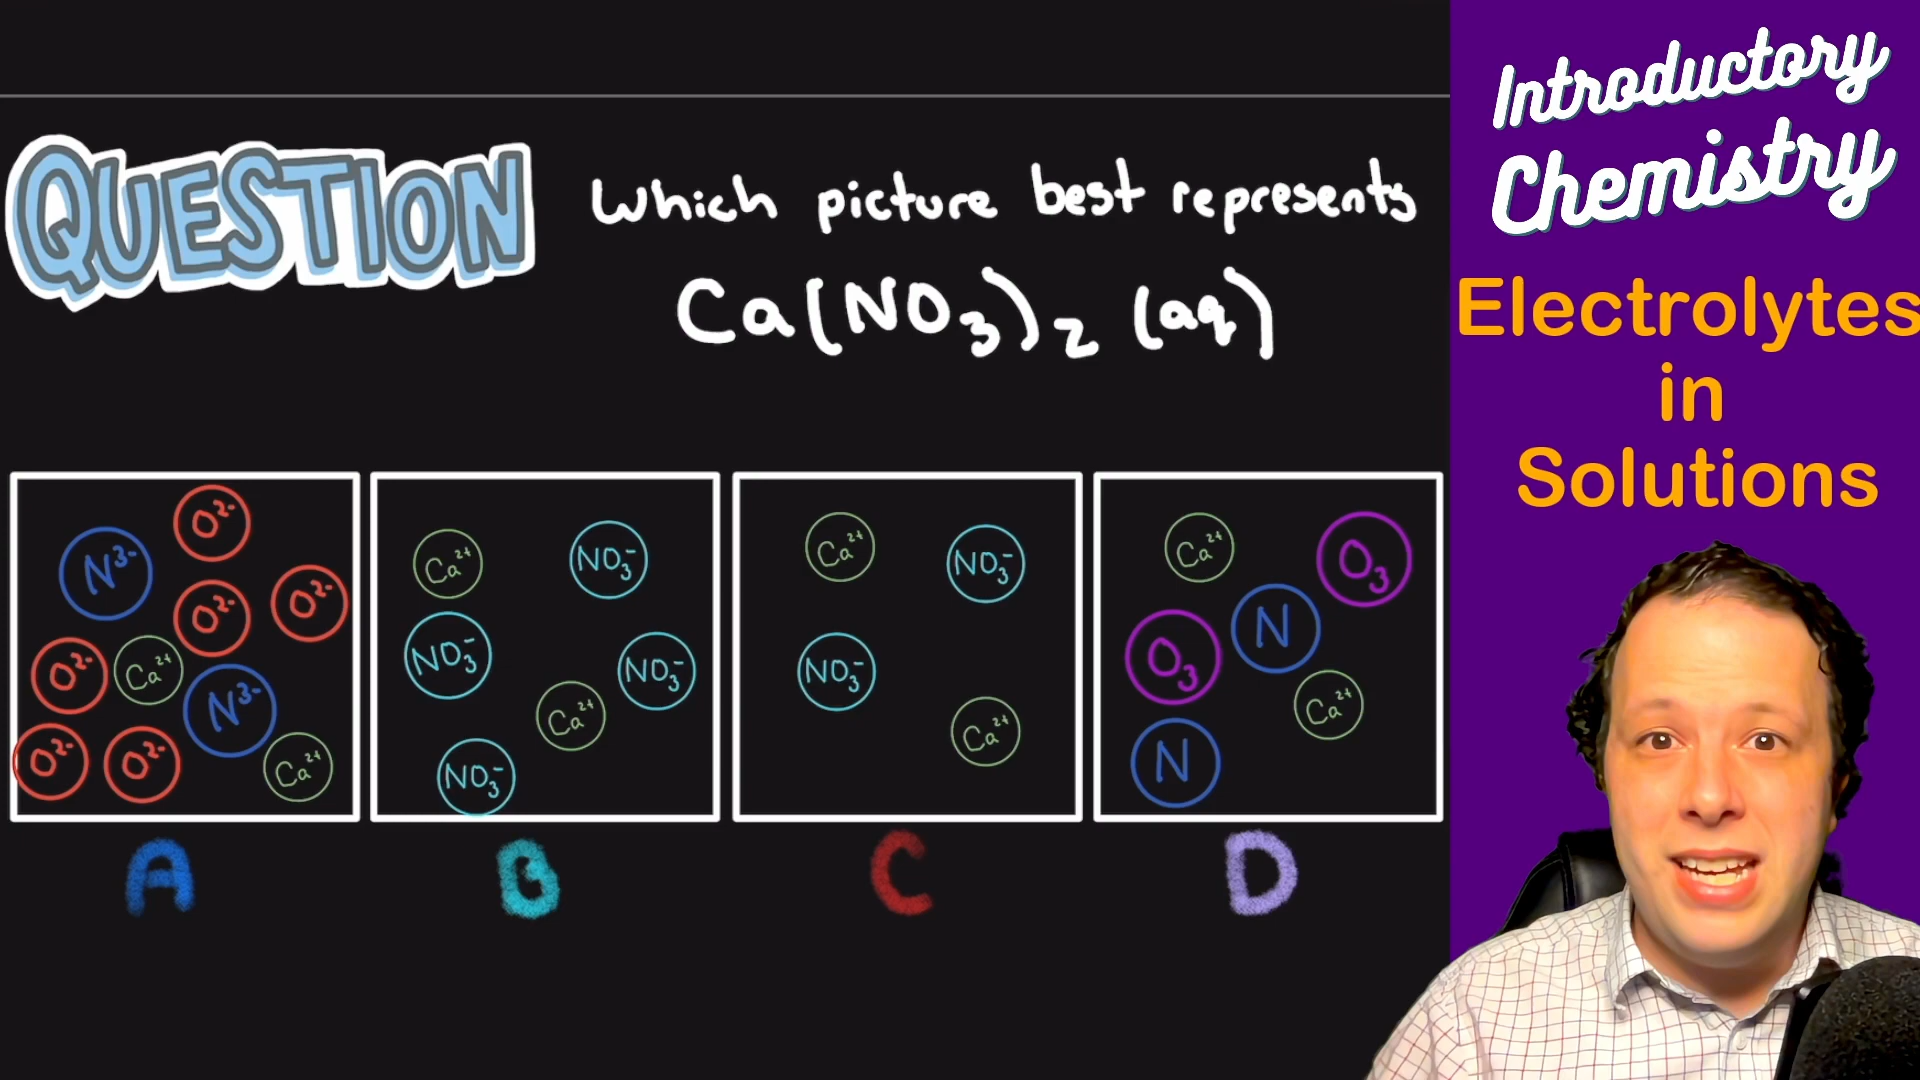 QUESTION
Which picture best represents
Ca(NO₃)₂ (aq)
N³⁻
O²⁻
O²⁻
O²⁻
O²⁻
Ca²⁺
N³⁻
O²⁻
O²⁻
Ca²⁺
A
Ca²⁺
NO₃⁻
NO₃⁻
NO₃⁻
Ca²⁺
NO₃⁻
B
Ca²⁺
NO₃⁻
NO₃⁻
Ca²⁺
C
Ca²⁺
O₃
N
O₃
Ca²⁺
N
D
Introductory
Chemistry
Electrolytes
in
Solutions